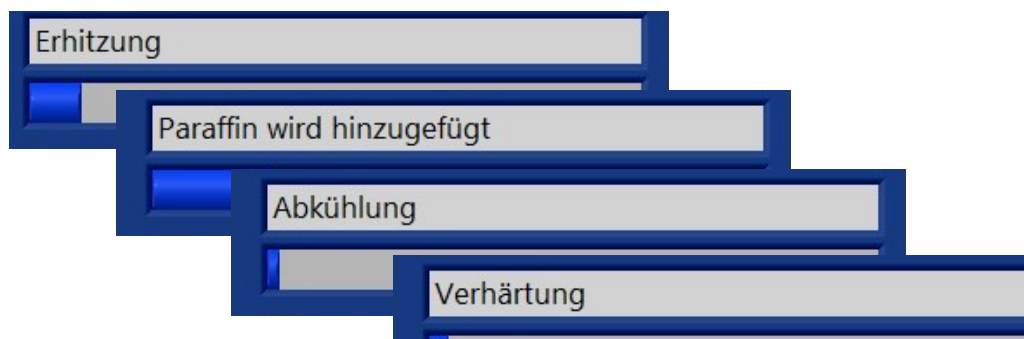 Erhitzung
Paraffin wird hinzugefügt
Abkühlung
Verhärtung